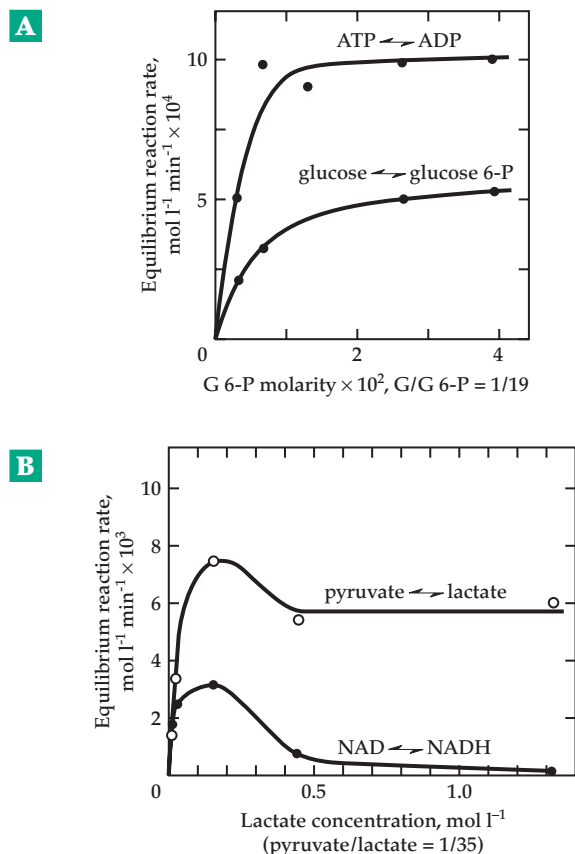 A
Equilibrium reaction rate,
mol l⁻¹ min⁻¹ × 10⁴
10
5
0
ATP ⇌ ADP
glucose ⇌ glucose 6-P
2
4
G 6-P molarity × 10², G/G 6-P = 1/19
B
Equilibrium reaction rate,
mol l⁻¹ min⁻¹ × 10³
10
8
6
4
2
0
pyruvate ⇌ lactate
NAD ⇌ NADH
0.5
1.0
Lactate concentration, mol l⁻¹
(pyruvate/lactate = 1/35)